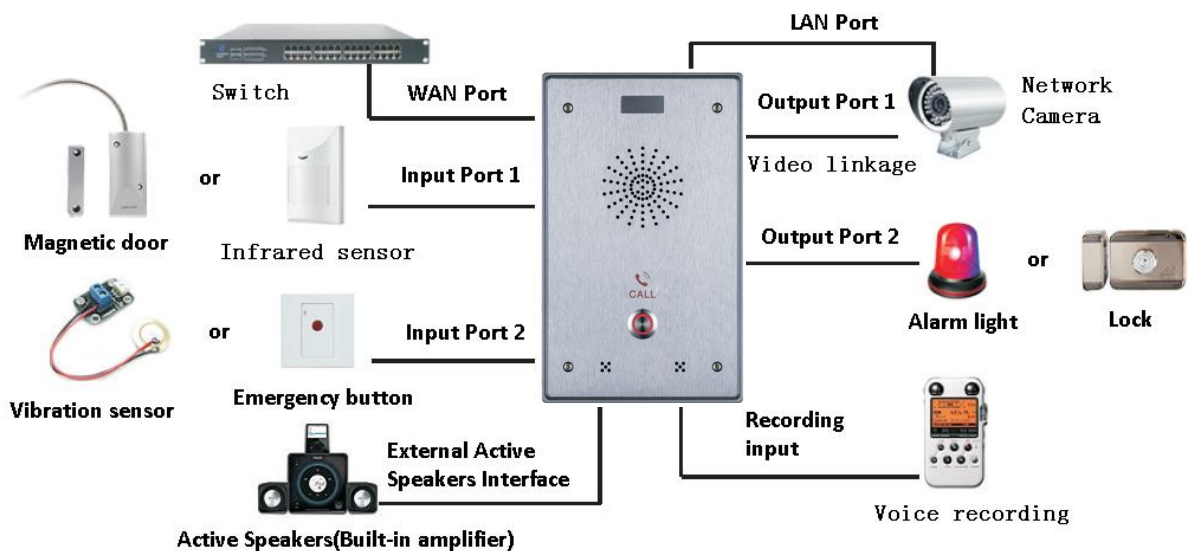 LAN Port
Switch
WAN Port
Output Port 1
Network
Camera
Video linkage
or
Input Port 1
Magnetic door
Infrared sensor
Output Port 2
or
CALL
or
Input Port 2
Alarm light
Lock
Vibration sensor
Emergency button
External Active
Speakers Interface
Recording
input
Voice recording
Active Speakers(Built-in amplifier)